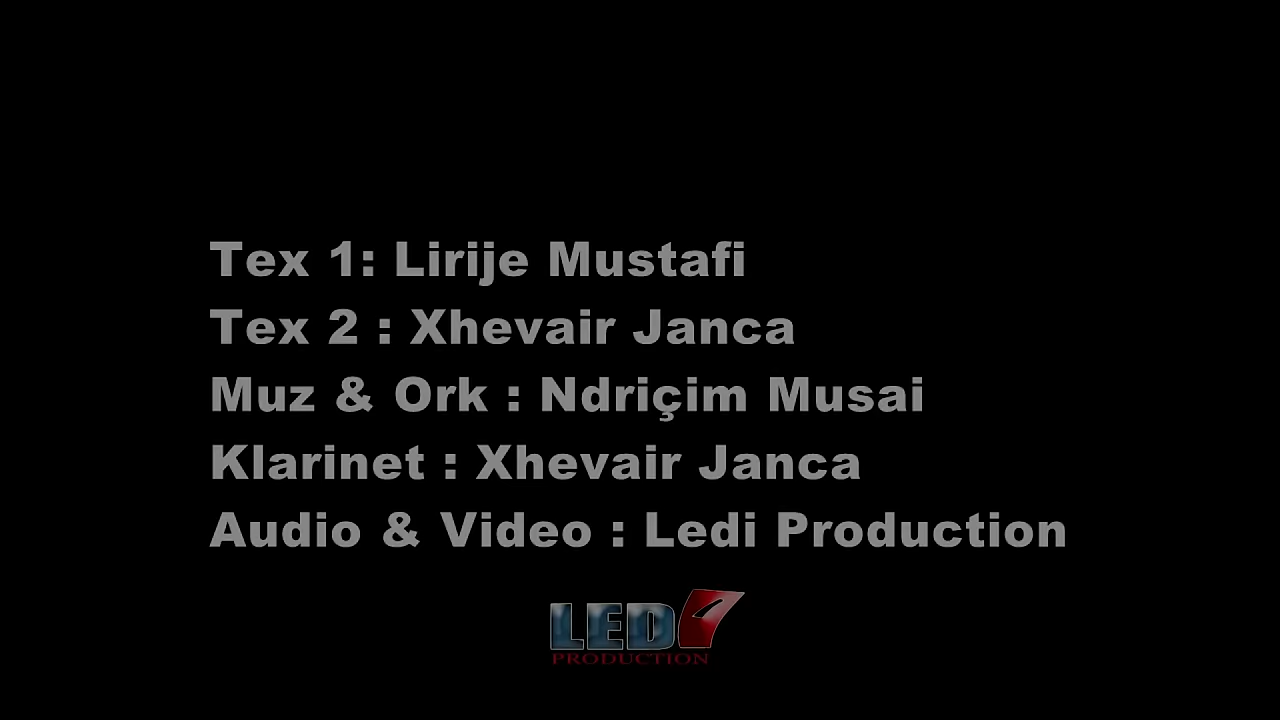 Tex 1: Lirije Mustafi
Tex 2 : Xhevair Janca
Muz & Ork : Ndriçim Musai
Klarinet : Xhevair Janca
Audio & Video : Ledi Production
LEDi
PRODUCTION